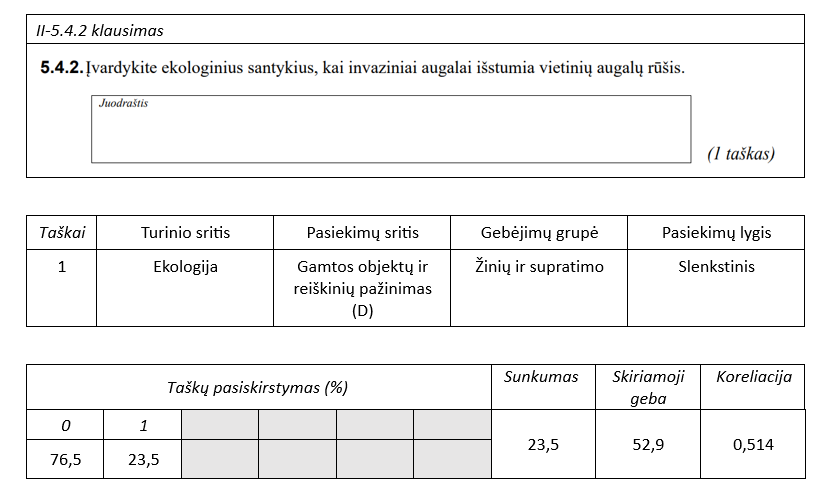 II-5.4.2 klausimas
5.4.2. Įvardykite ekologinius santykius, kai invaziniai augalai išstumia vietinių augalų rūšis.
Juodraštis
(1 taškas)
Taškai Turinio sritis Pasiekimų sritis Gebėjimų grupė Pasiekimų lygis
1 Ekologija Gamtos objektų ir reiškinių pažinimas (D) Žinių ir supratimo Slenkstinis
Taškų pasiskirstymas (%) Sunkumas Skiriamoji geba Koreliacija
0 1
76,5 23,5 23,5 52,9 0,514